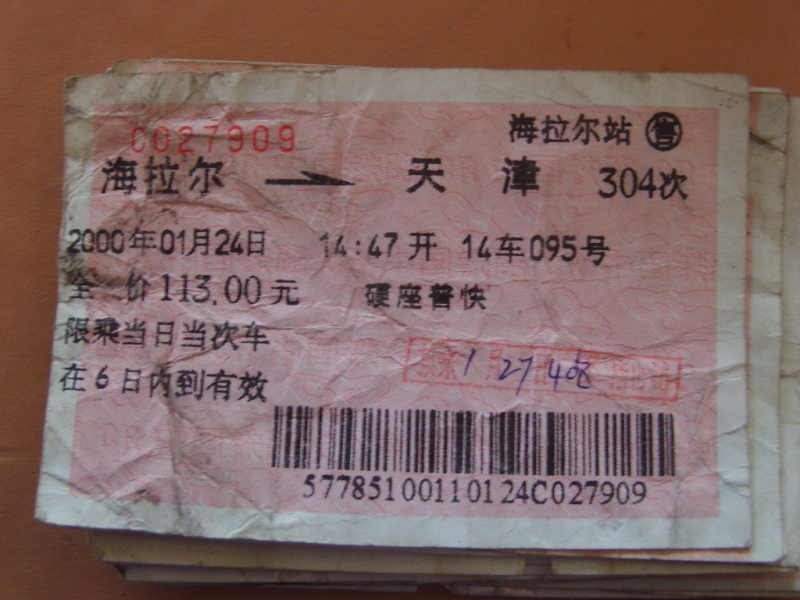 C027909
海拉尔站 售
海拉尔 → 天津 304次
2000年01月24日 14:47开 14车095号
全价113.00元 硬座普快
限乘当日当次车
在6日内到有效
1 27 408
57785100110124C027909